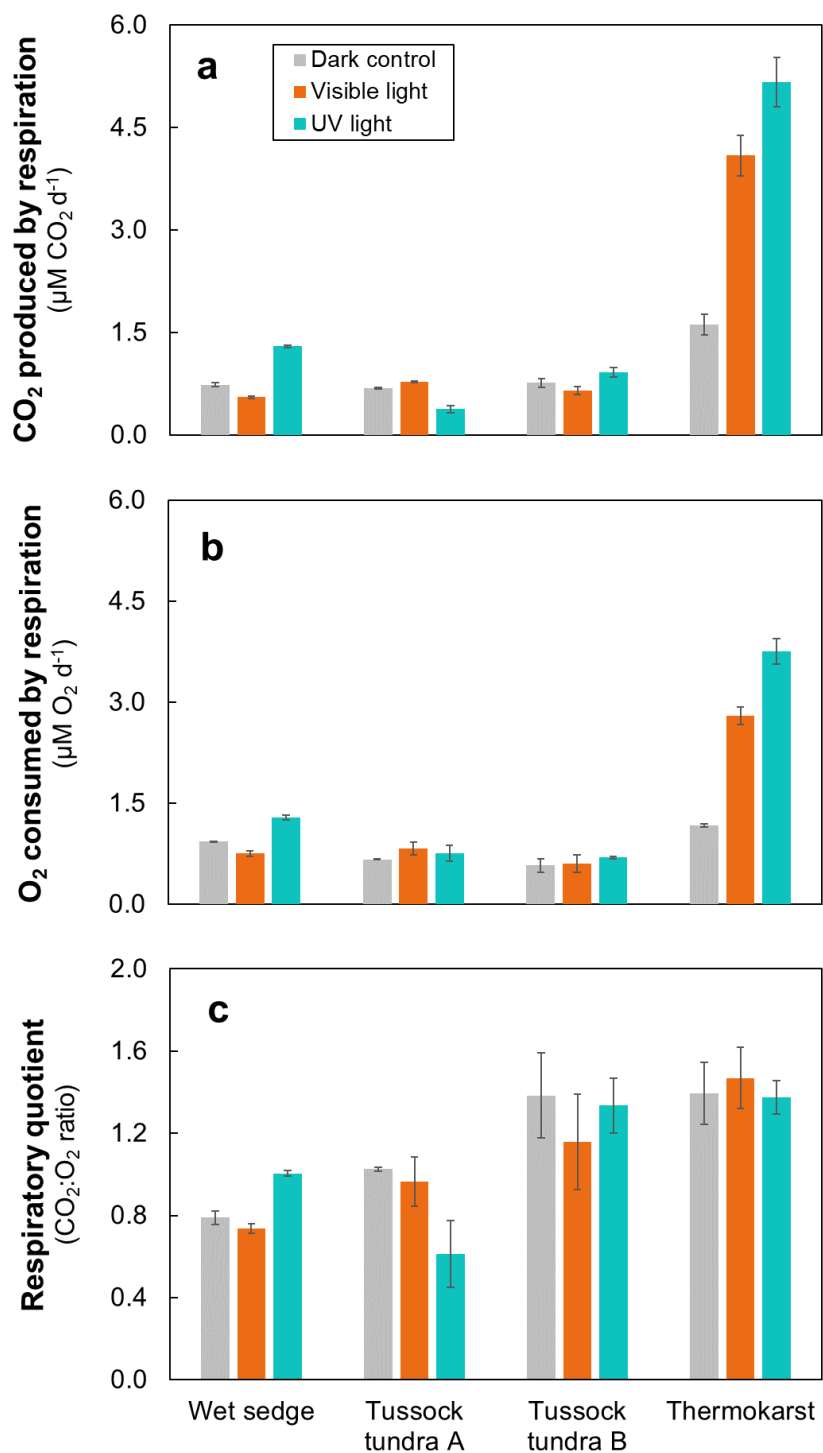 a
Dark control
Visible light
UV light
CO₂ produced by respiration
(µM CO₂ d⁻¹)
6.0
4.5
3.0
1.5
0.0
b
O₂ consumed by respiration
(µM O₂ d⁻¹)
6.0
4.5
3.0
1.5
0.0
c
Respiratory quotient
(CO₂:O₂ ratio)
2.0
1.6
1.2
0.8
0.4
0.0
Wet sedge
Tussock
tundra A
Tussock
tundra B
Thermokarst